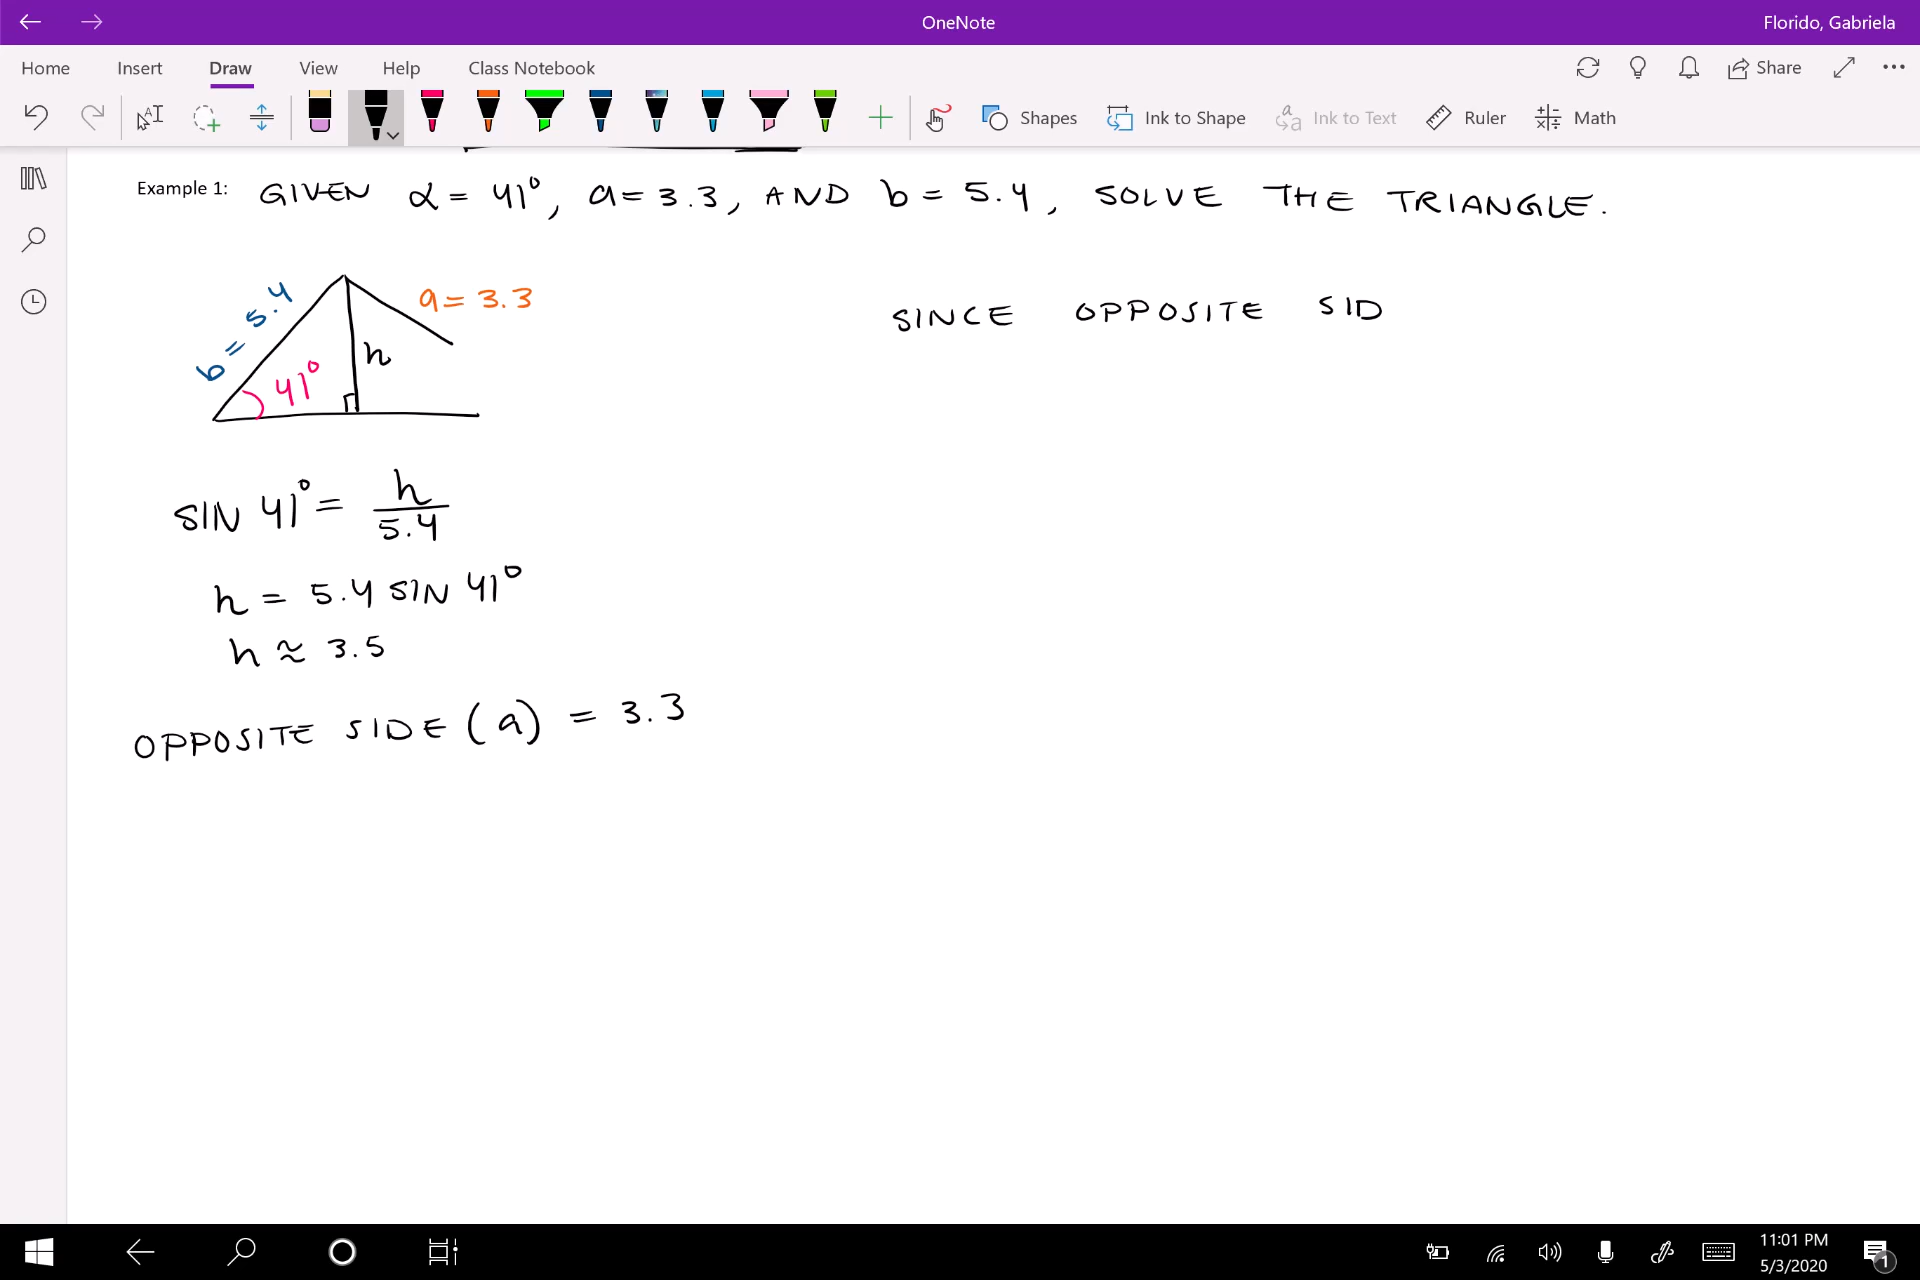 OneNote
Florido, Gabriela
Home Insert Draw View Help Class Notebook Share
Shapes Ink to Shape Ink to Text Ruler Math
Example 1: GIVEN α = 41°, a = 3.3, AND b = 5.4, SOLVE THE TRIANGLE.
b = 5.4
a = 3.3
h
41°
SINCE OPPOSITE SID
SIN 41° = h/5.4
h = 5.4 SIN 41°
h ≈ 3.5
OPPOSITE SIDE (a) = 3.3
11:01 PM
5/3/2020
1